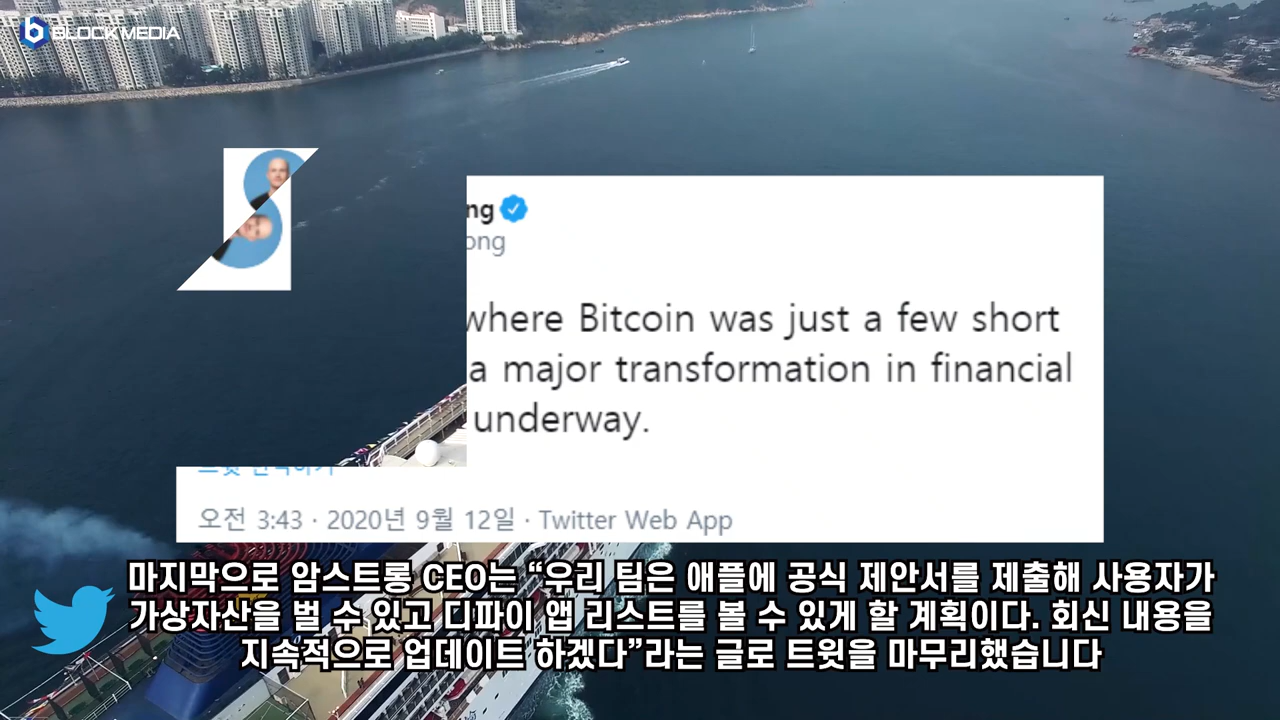 BLOCKMEDIA
ng
ong
where Bitcoin was just a few short
a major transformation in financial
underway.
오전 3:43 · 2020년 9월 12일 · Twitter Web App
마지막으로 암스트롱 CEO는 “우리 팀은 애플에 공식 제안서를 제출해 사용자가
가상자산을 벌 수 있고 디파이 앱 리스트를 볼 수 있게 할 계획이다. 회신 내용을
지속적으로 업데이트 하겠다”라는 글로 트윗을 마무리했습니다